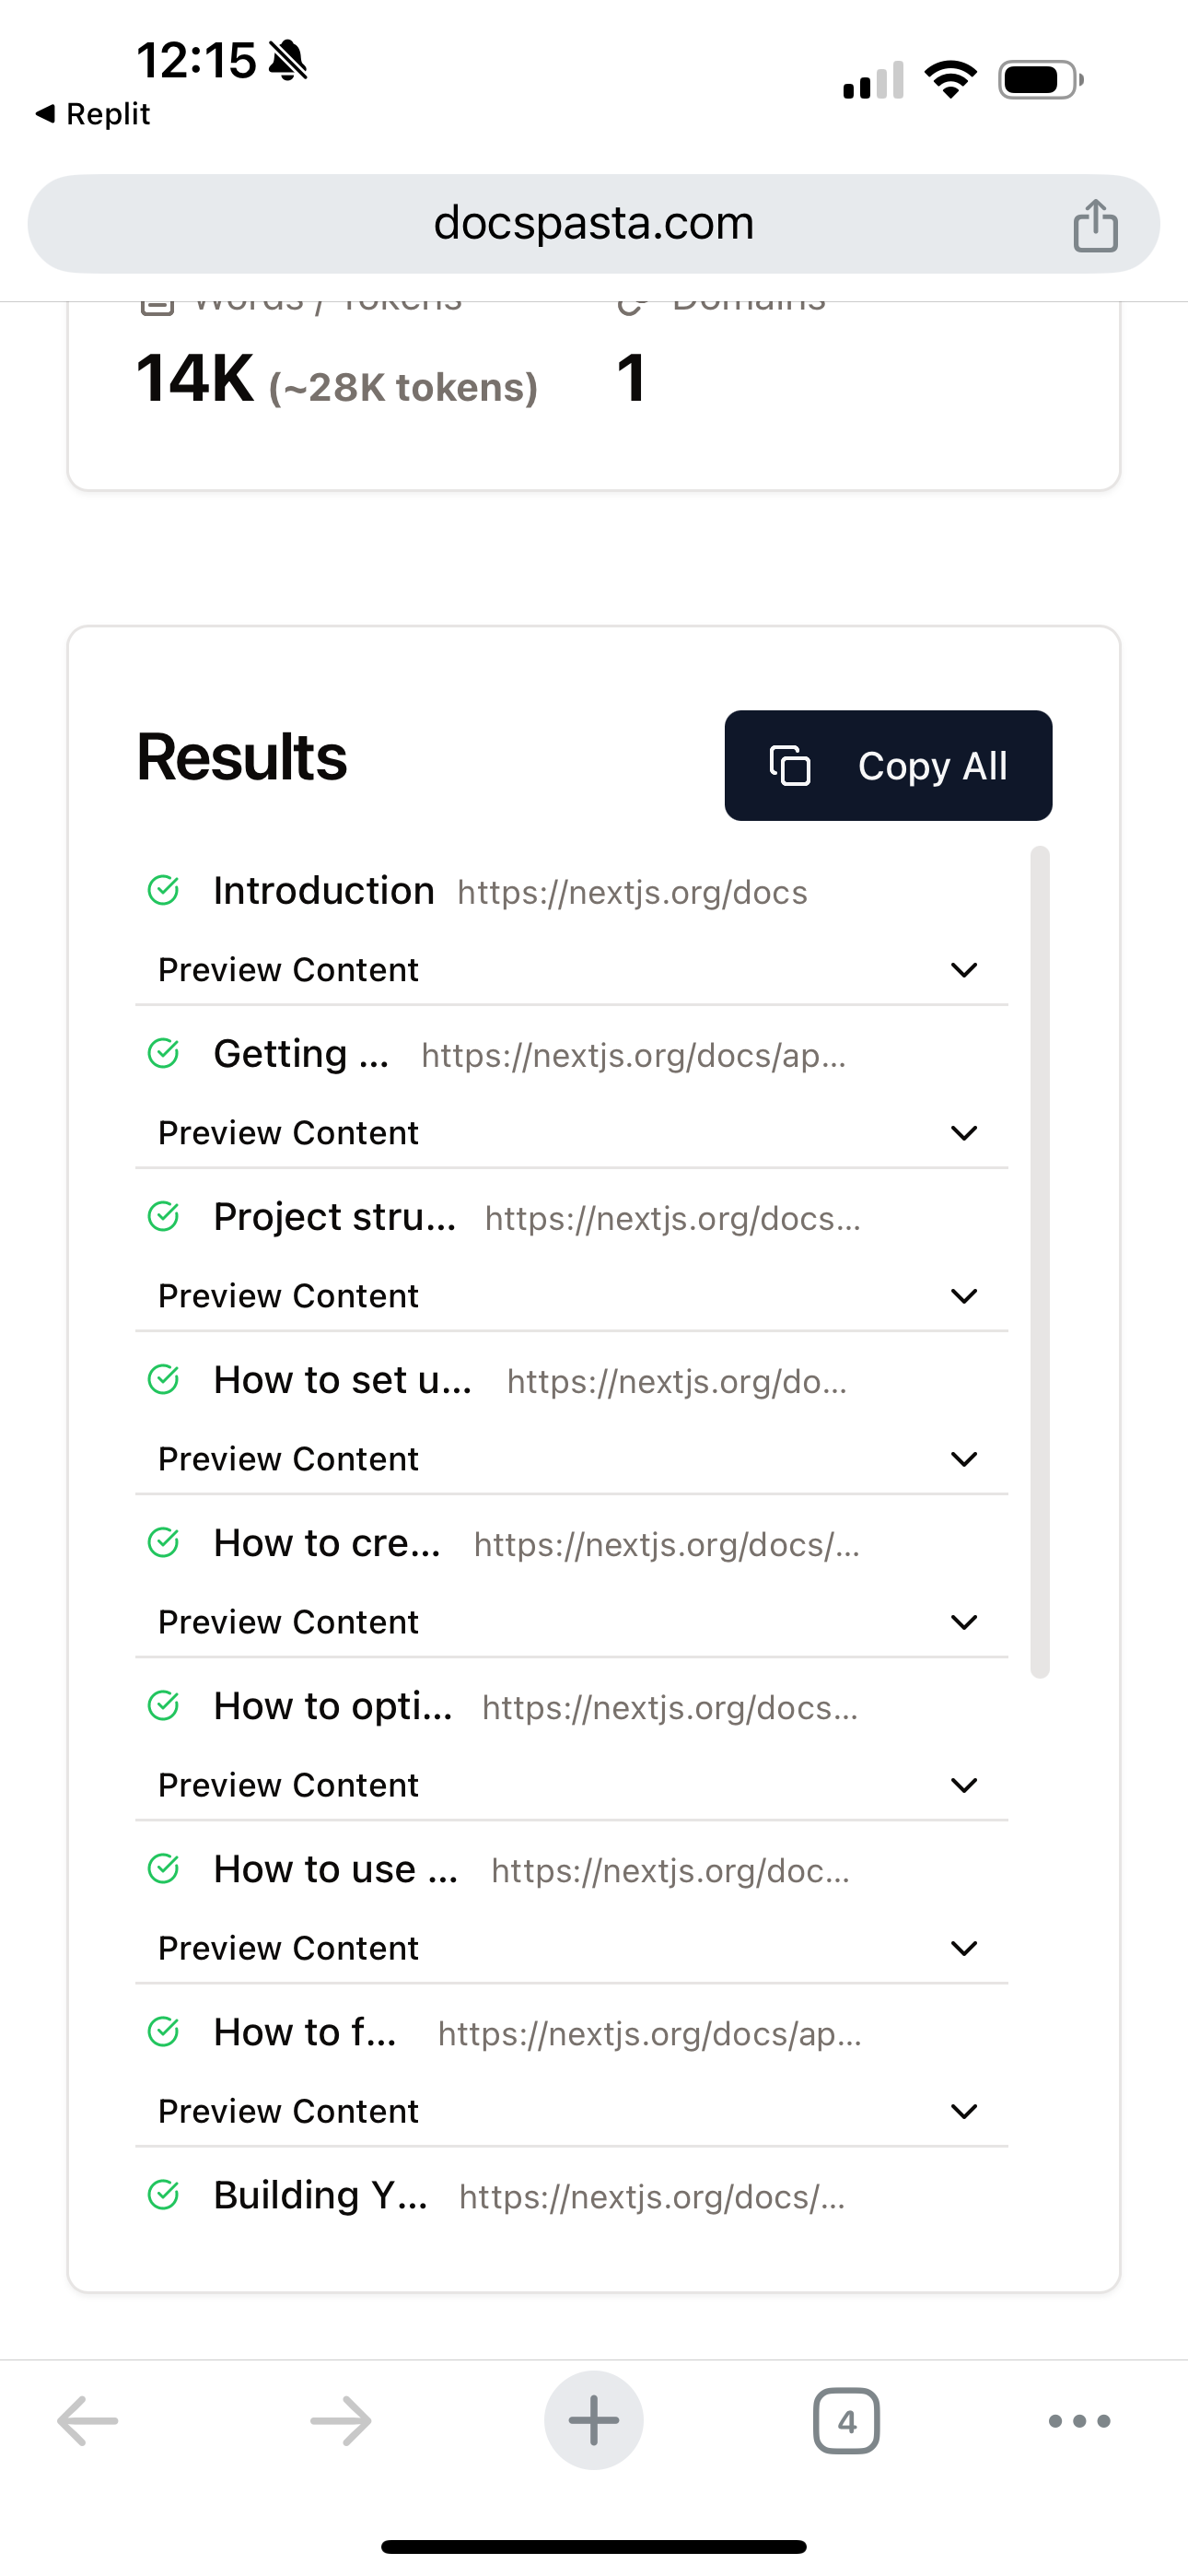 12:15
Replit
docspasta.com
Words / Tokens
Domains
14K (~28K tokens)
1
Results
Copy All
Introduction https://nextjs.org/docs
Preview Content
Getting ... https://nextjs.org/docs/ap...
Preview Content
Project stru... https://nextjs.org/docs...
Preview Content
How to set u... https://nextjs.org/do...
Preview Content
How to cre... https://nextjs.org/docs/...
Preview Content
How to opti... https://nextjs.org/docs...
Preview Content
How to use ... https://nextjs.org/doc...
Preview Content
How to f... https://nextjs.org/docs/ap...
Preview Content
Building Y... https://nextjs.org/docs/...
4